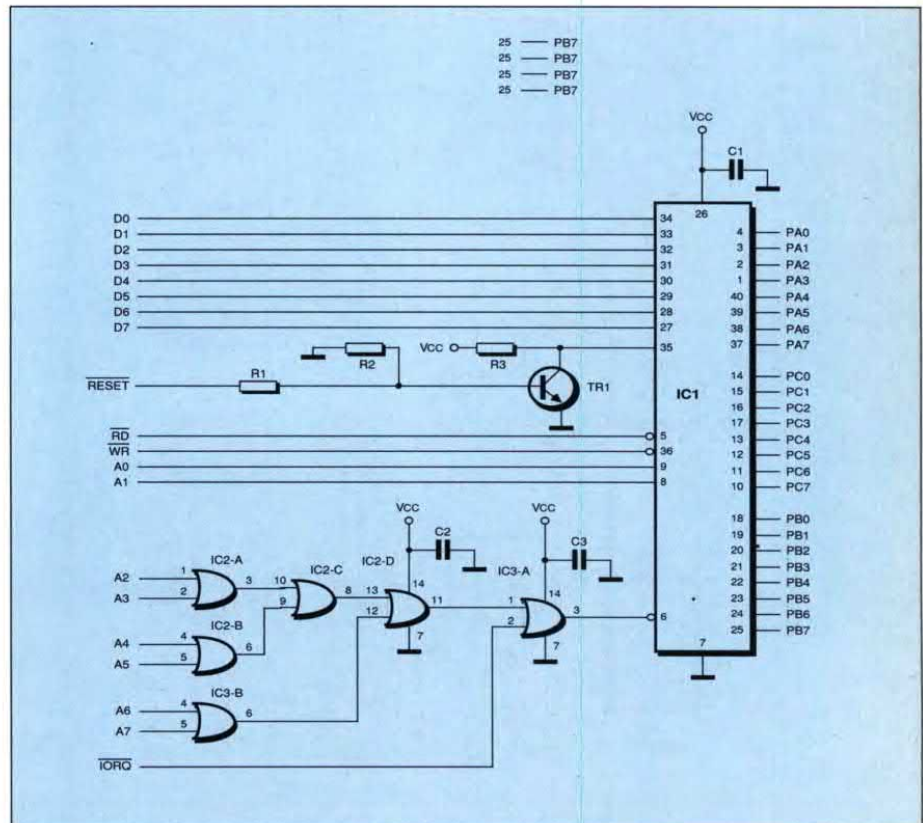 25 — PB7
25 — PB7
25 — PB7
25 — PB7
VCC
C1
26
D0 34 4 PA0
D1 33 3 PA1
D2 32 2 PA2
D3 31 1 PA3
D4 30 40 PA4
D5 29 39 PA5
D6 28 38 PA6
D7 27 37 PA7
VCC R3 35
R2
RESET R1 TR1 IC1
14 PC0
15 PC1
16 PC2
17 PC3
13 PC4
12 PC5
11 PC6
10 PC7
RD 5
WR 36
A0 9
A1 8
18 PB0
19 PB1
20 PB2
21 PB3
22 PB4
23 PB5
24 PB6
25 PB7
VCC VCC
C2 C3
IC2-A IC2-C IC2-D IC3-A
A2 1 3 10 8 13 14 11 1 14 3 6
A3 2 9 12 7 2 7 7
IC2-B
A4 4 6
A5 5
IC3-B
A6 4 6
A7 5
IORQ